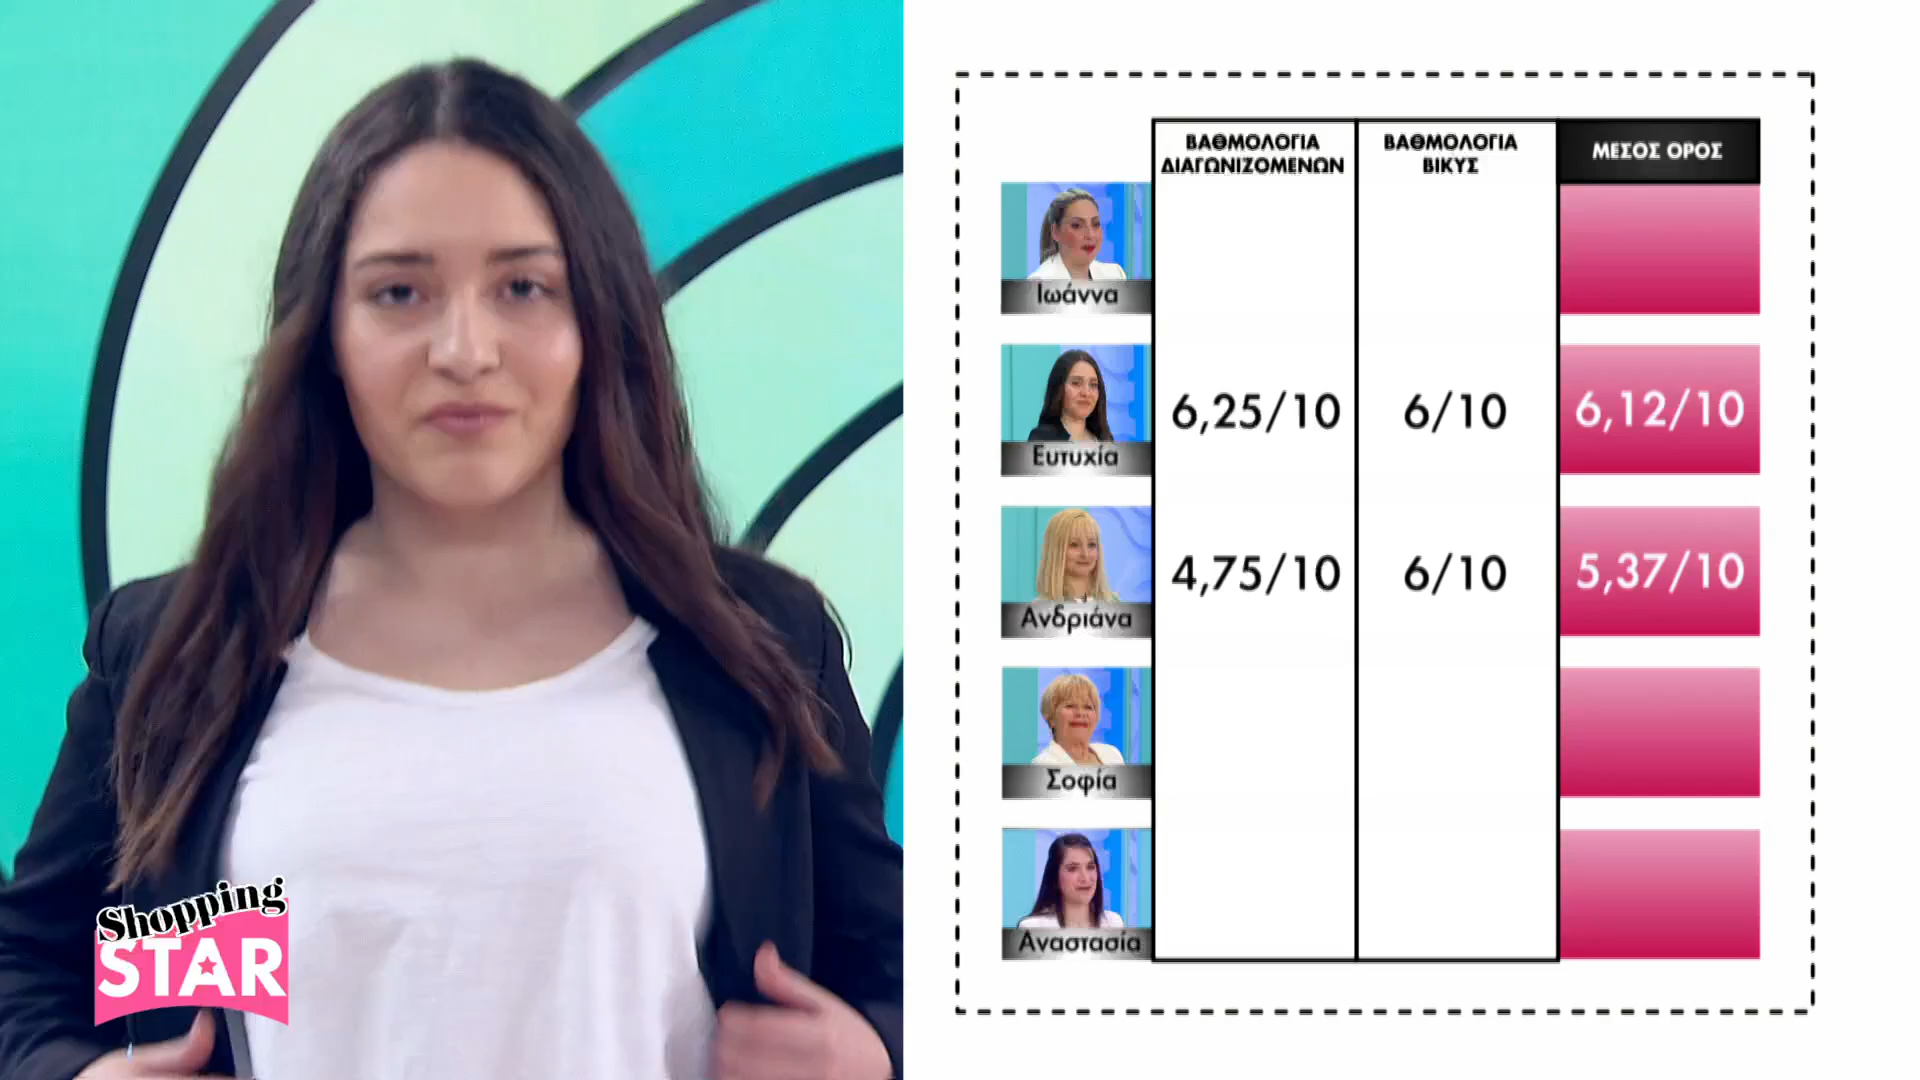 ΒΑΘΜΟΛΟΓΙΑ
ΔΙΑΓΩΝΙΖΟΜΕΝΩΝ
ΒΑΘΜΟΛΟΓΙΑ
ΒΙΚΥΣ
ΜΕΣΟΣ ΟΡΟΣ
Ιωάννα
Ευτυχία
6,25/10
6/10
6,12/10
Ανδριάνα
4,75/10
6/10
5,37/10
Σοφία
Αναστασία
Shopping
STAR